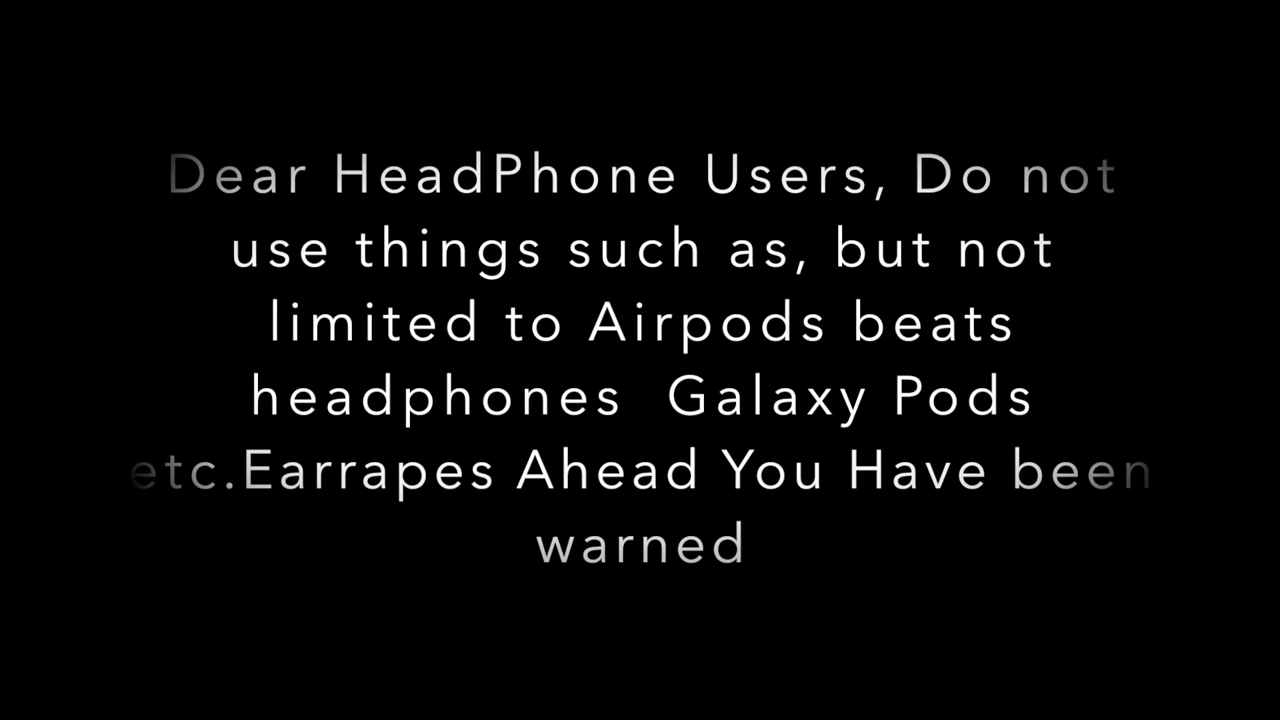 Dear HeadPhone Users, Do not
use things such as, but not
limited to Airpods beats
headphones  Galaxy Pods
etc.Earrapes Ahead You Have been
warned